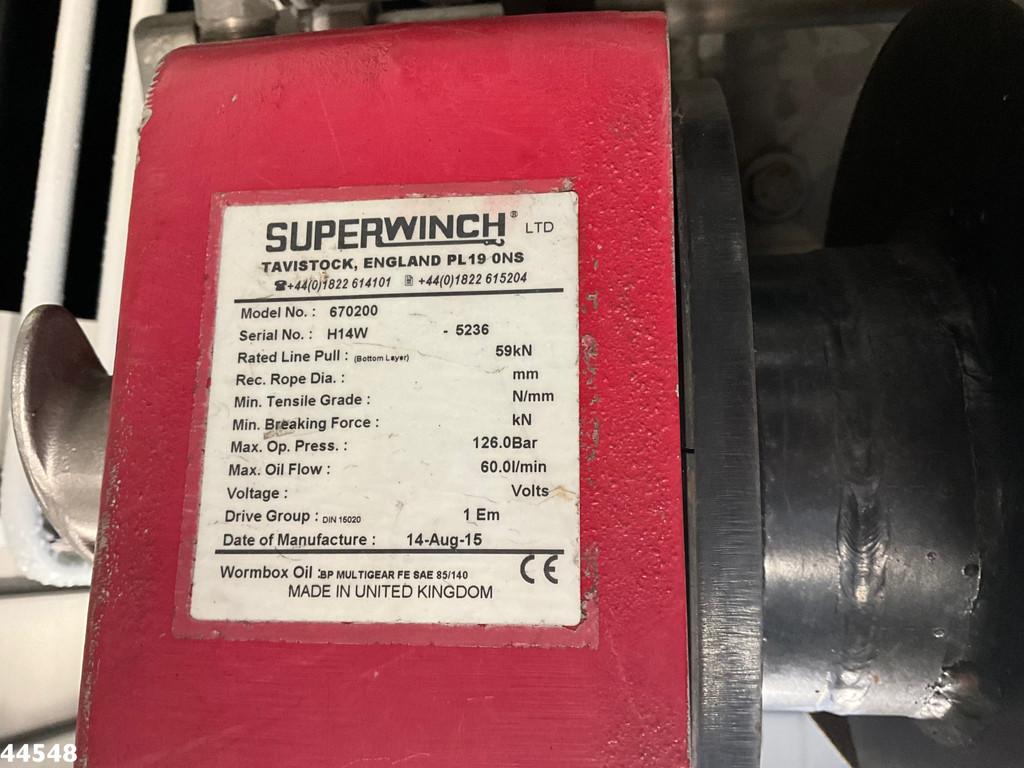 SUPERWINCH® LTD
TAVISTOCK, ENGLAND PL19 0NS
☎+44(0)1822 614101 +44(0)1822 615204
Model No. : 670200
Serial No. : H14W - 5236
Rated Line Pull : (Bottom Layer) 59kN
Rec. Rope Dia. : mm
Min. Tensile Grade : N/mm
Min. Breaking Force : kN
Max. Op. Press. : 126.0Bar
Max. Oil Flow : 60.0l/min
Voltage : Volts
Drive Group : DIN 15020 1 Em
Date of Manufacture : 14-Aug-15
Wormbox Oil :BP MULTIGEAR FE SAE 85/140 CE
MADE IN UNITED KINGDOM
44548